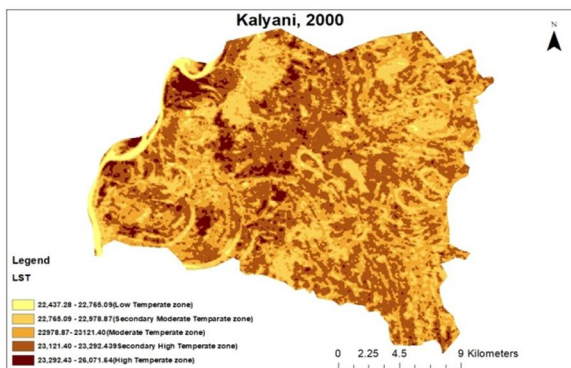 Kalyani, 2000
N
Legend
LST
22,437.28 - 22,765.09(Low Temperate zone)
22,765.09 - 22,978.87(Secondary Moderate Temparate zone)
22978.87- 23121.40(Moderate Temperate zone)
23,121.40 - 23,292.439Secondary High Temperate zone)
23,292.43 - 26,071.64(High Temperate zone)
0 2.25 4.5 9 Kilometers